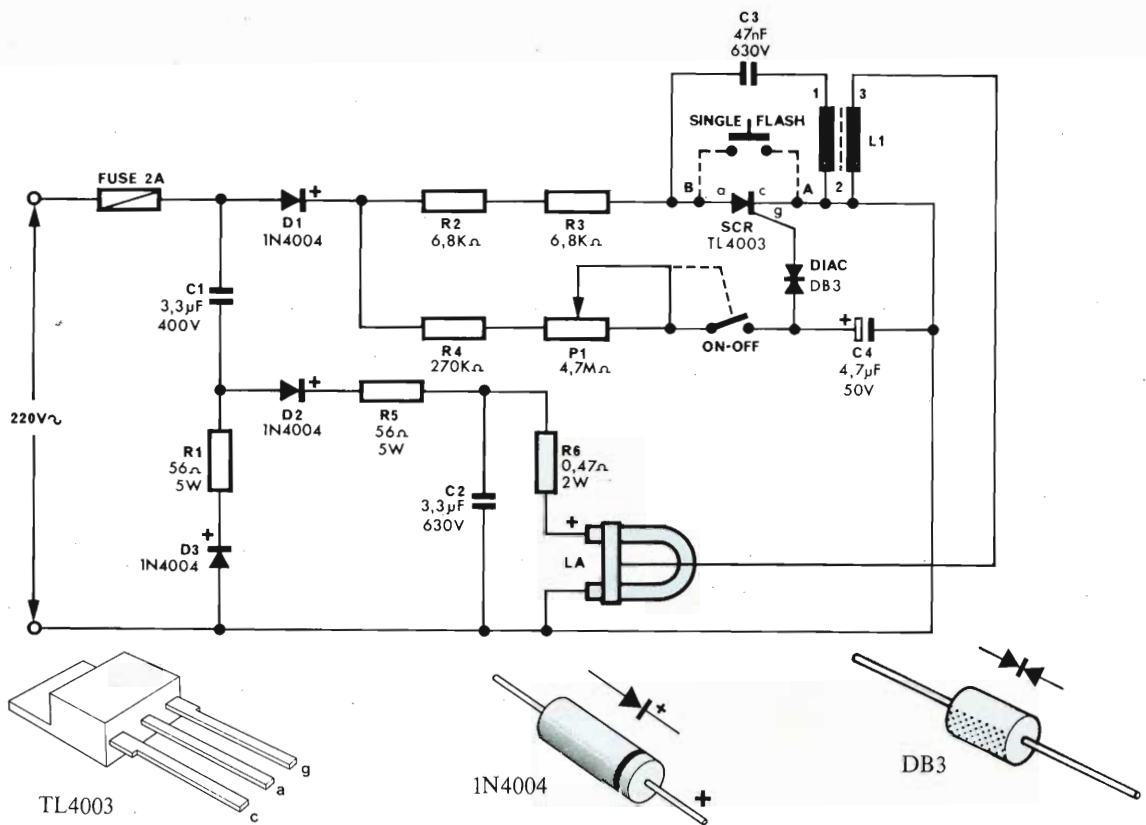 C3
47nF
630V
1
3
SINGLE FLASH
L1
FUSE 2A
B
a
c
A
2
+
g
D1
1N4004
R2
6,8KΩ
R3
6,8KΩ
SCR
TL4003
DIAC
DB3
C1
3,3µF
400V
R4
270KΩ
P1
4,7MΩ
ON-OFF
+
C4
4,7µF
50V
+
220V~
D2
1N4004
R5
56Ω
5W
R1
56Ω
5W
R6
0,47Ω
2W
C2
3,3µF
630V
+
+
D3
1N4004
LA
g
a
c
TL4003
+
1N4004
+
DB3